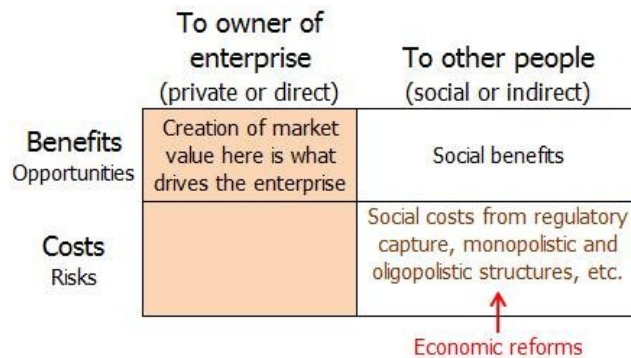 To owner of
enterprise
(private or direct)
To other people
(social or indirect)
Benefits
Opportunities
Creation of market
value here is what
drives the enterprise
Social benefits
Costs
Risks
Social costs from regulatory
capture, monopolistic and
oligopolistic structures, etc.
Economic reforms